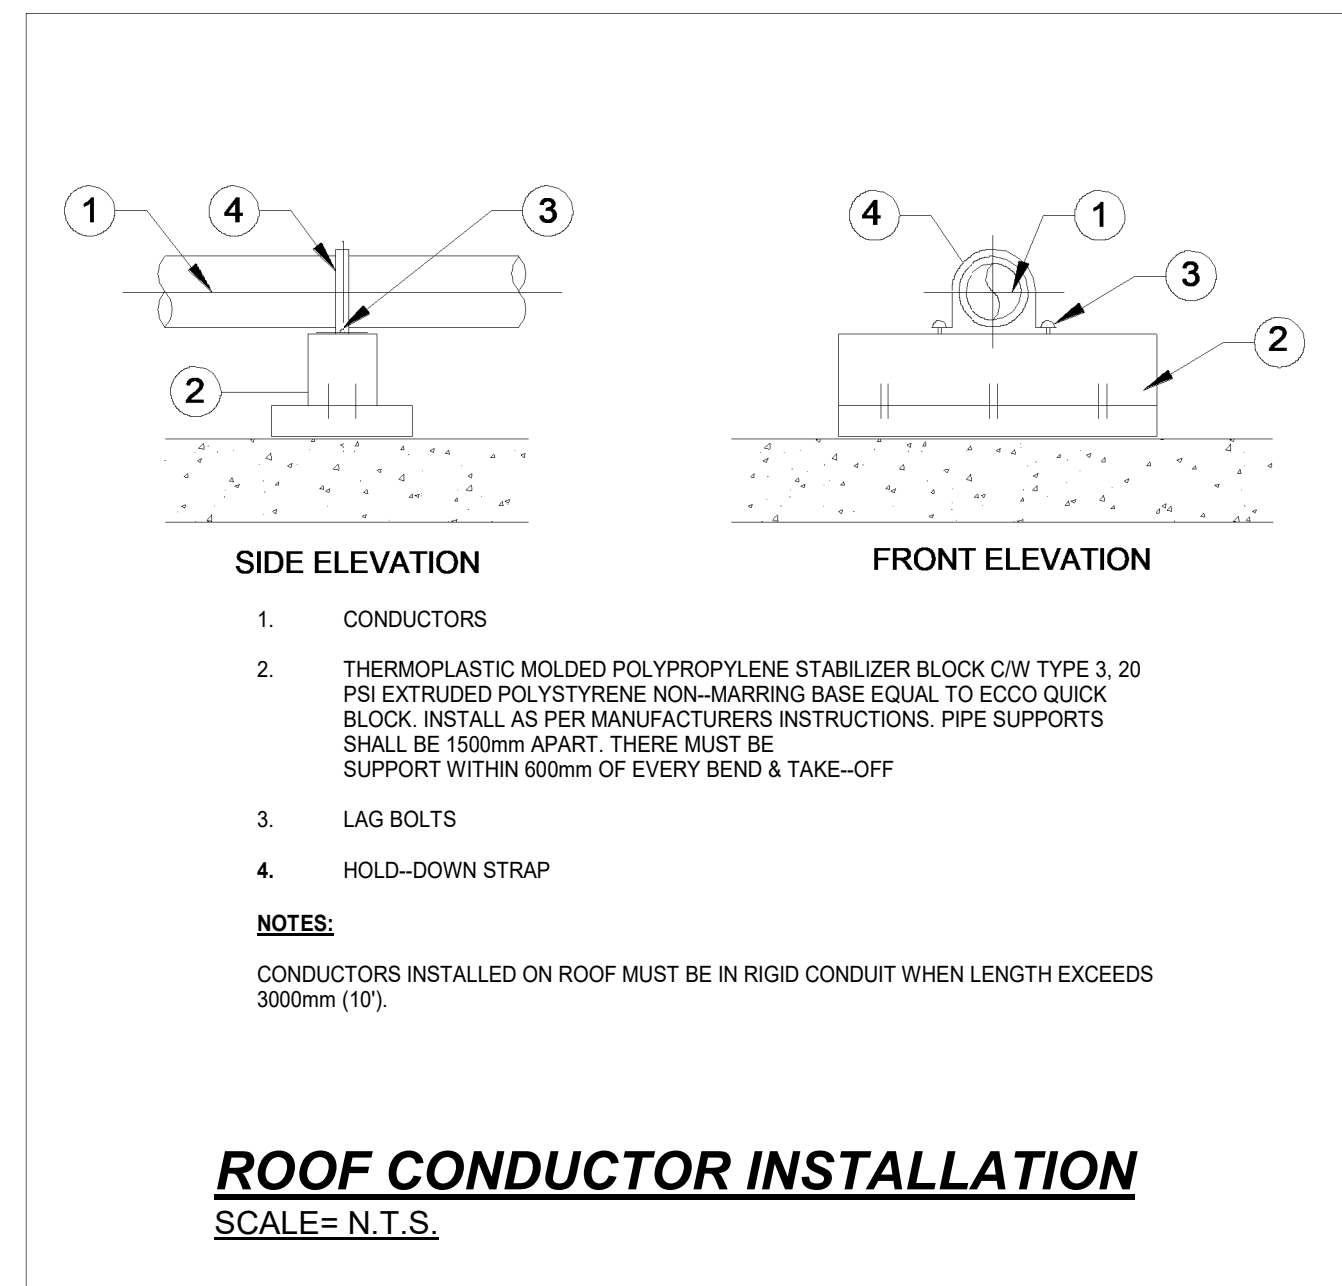 1
4
3
4
1
3
2
2
SIDE ELEVATION
FRONT ELEVATION
1. CONDUCTORS
2. THERMOPLASTIC MOLDED POLYPROPYLENE STABILIZER BLOCK C/W TYPE 3, 20
PSI EXTRUDED POLYSTYRENE NON--MARRING BASE EQUAL TO ECCO QUICK
BLOCK. INSTALL AS PER MANUFACTURERS INSTRUCTIONS. PIPE SUPPORTS
SHALL BE 1500mm APART. THERE MUST BE
SUPPORT WITHIN 600mm OF EVERY BEND & TAKE--OFF
3. LAG BOLTS
4. HOLD--DOWN STRAP
NOTES:
CONDUCTORS INSTALLED ON ROOF MUST BE IN RIGID CONDUIT WHEN LENGTH EXCEEDS
3000mm (10').
ROOF CONDUCTOR INSTALLATION
SCALE= N.T.S.